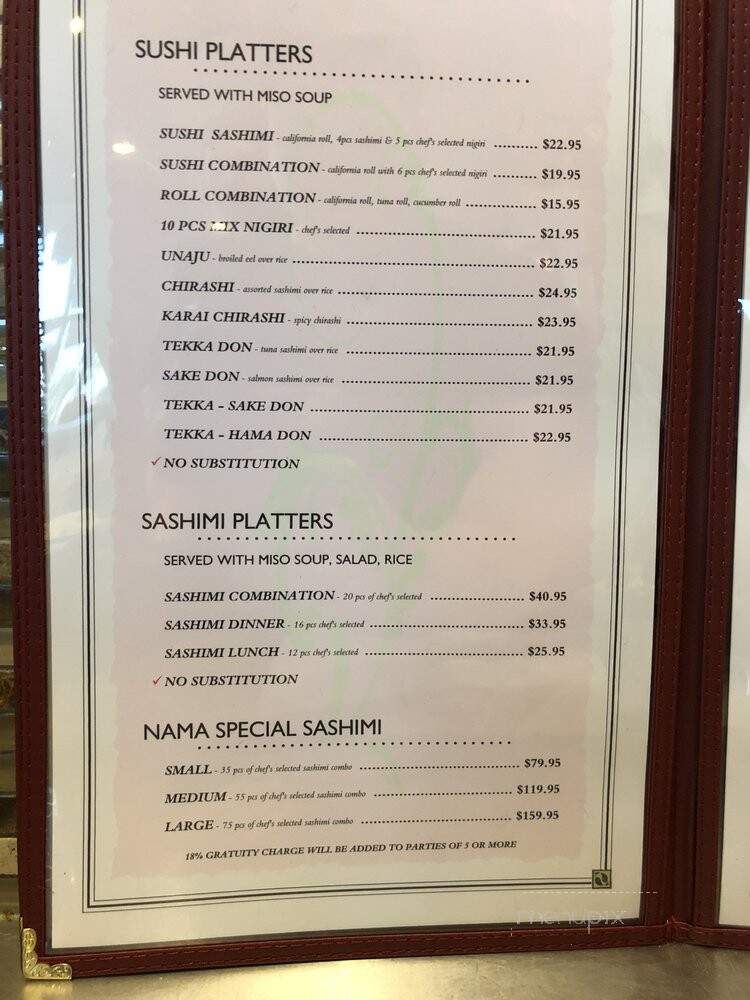 SUSHI PLATTERS
SERVED WITH MISO SOUP
SUSHI SASHIMI - california roll, 4pcs sashimi & 5 pcs chef's selected nigiri .......... $22.95
SUSHI COMBINATION - california roll with 6 pcs chef's selected nigiri .......... $19.95
ROLL COMBINATION - california roll, tuna roll, cucumber roll .......... $15.95
10 PCS MIX NIGIRI - chef's selected .......... $21.95
UNAJU - broiled eel over rice .......... $22.95
CHIRASHI - assorted sashimi over rice .......... $24.95
KARAI CHIRASHI - spicy chirashi .......... $23.95
TEKKA DON - tuna sashimi over rice .......... $21.95
SAKE DON - salmon sashimi over rice .......... $21.95
TEKKA - SAKE DON .......... $21.95
TEKKA - HAMA DON .......... $22.95
✓ NO SUBSTITUTION
SASHIMI PLATTERS
SERVED WITH MISO SOUP, SALAD, RICE
SASHIMI COMBINATION - 20 pcs of chef's selected .......... $40.95
SASHIMI DINNER - 16 pcs chef's selected .......... $33.95
SASHIMI LUNCH - 12 pcs chef's selected .......... $25.95
✓ NO SUBSTITUTION
NAMA SPECIAL SASHIMI
SMALL - 35 pcs of chef's selected sashimi combo .......... $79.95
MEDIUM - 55 pcs of chef's selected sashimi combo .......... $119.95
LARGE - 75 pcs of chef's selected sashimi combo .......... $159.95
18% GRATUITY CHARGE WILL BE ADDED TO PARTIES OF 5 OR MORE
menupix